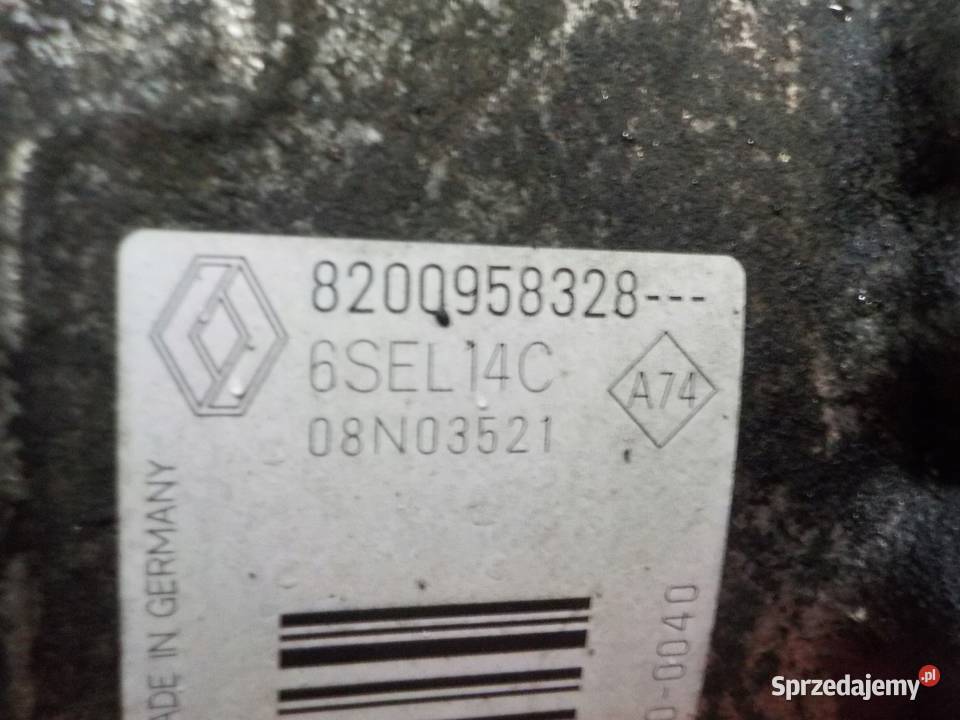 8200958328---
6SEL14C
A74
08N03521
MADE IN GERMANY
0-0040
Sprzedajemy.pl